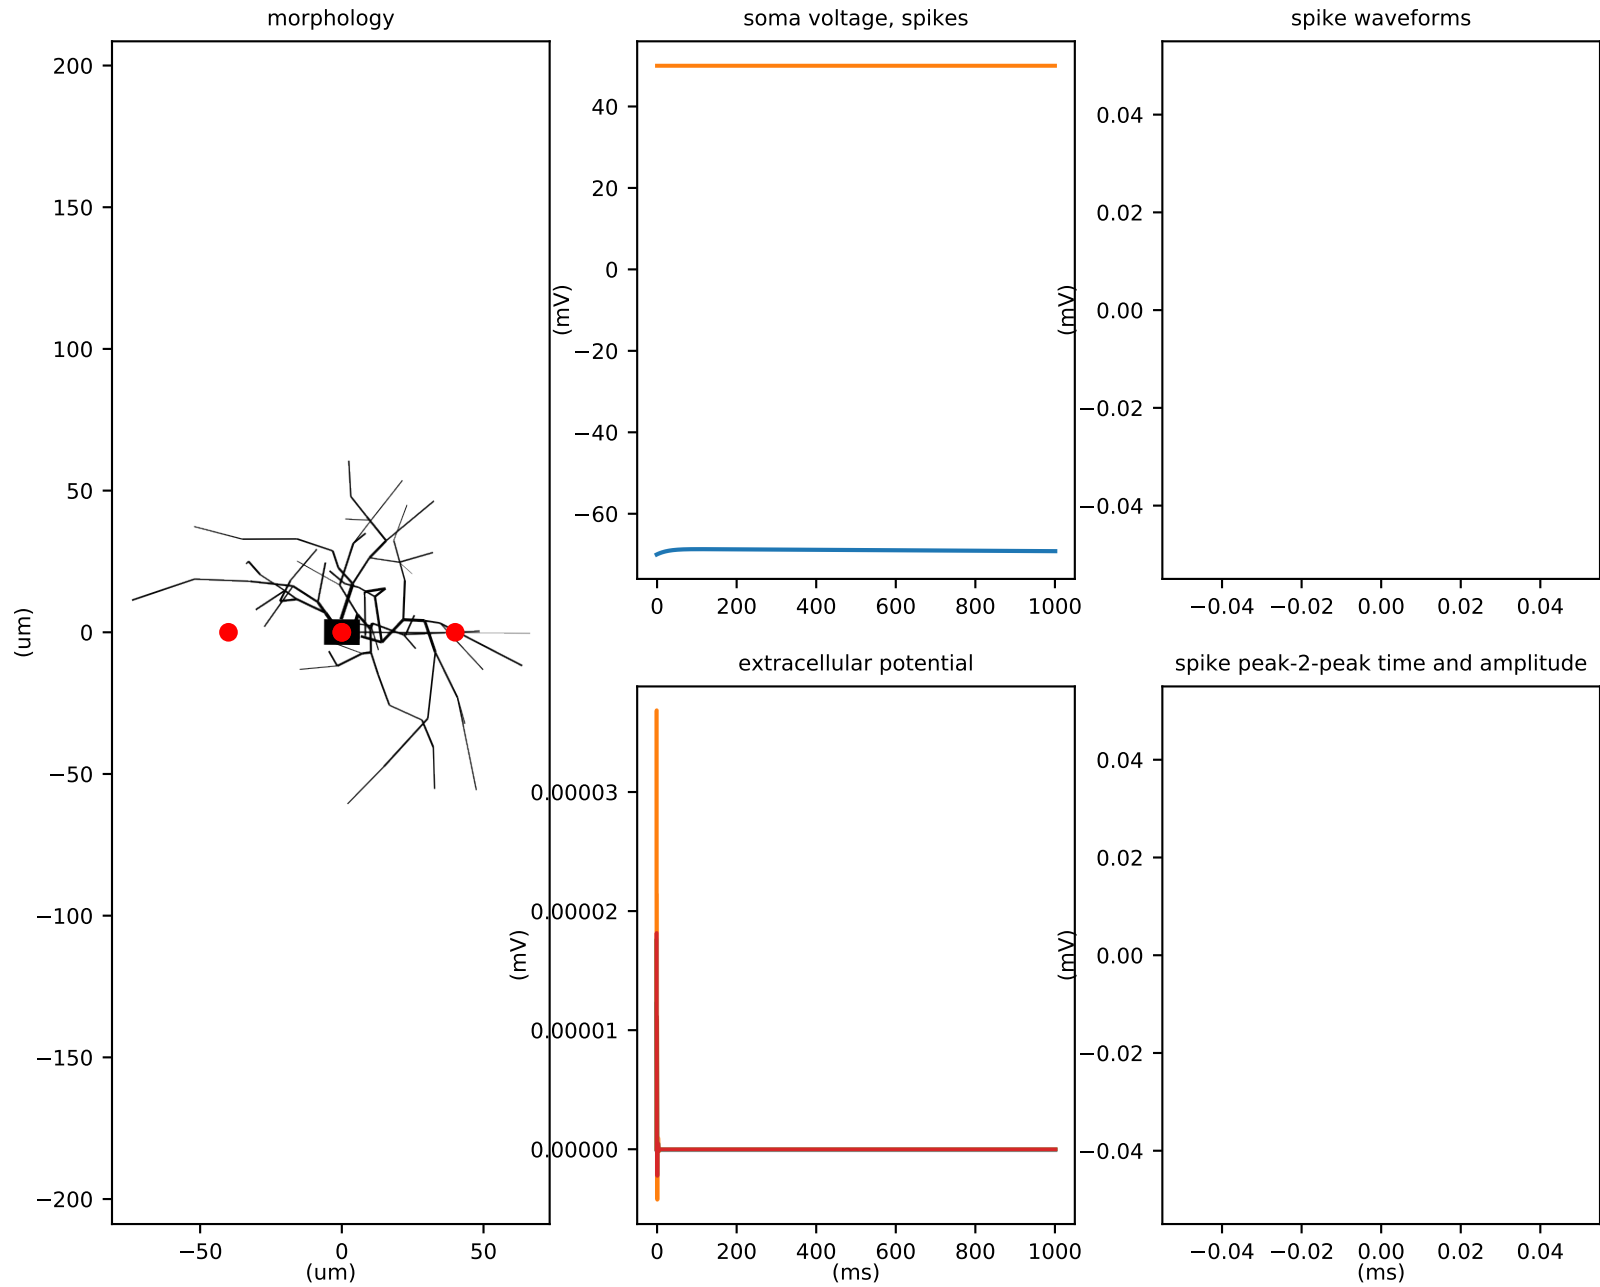 morphology
200
150
100
50
0
−50
−100
−150
−200
(um)
−50 0 50
(um)
soma voltage, spikes
40
20
0
−20
−40
−60
(mV)
0 200 400 600 800 1000
spike waveforms
0.04
0.02
0.00
−0.02
−0.04
(mV)
−0.04 −0.02 0.00 0.02 0.04
extracellular potential
0.00003
0.00002
0.00001
0.00000
(mV)
0 200 400 600 800 1000
(ms)
spike peak-2-peak time and amplitude
0.04
0.02
0.00
−0.02
−0.04
(mV)
−0.04 −0.02 0.00 0.02 0.04
(ms)